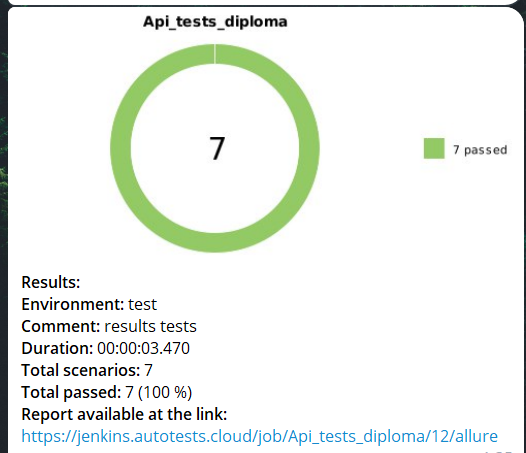 Api_tests_diploma
7
7 passed
Results:
Environment: test
Comment: results tests
Duration: 00:00:03.470
Total scenarios: 7
Total passed: 7 (100 %)
Report available at the link:
https://jenkins.autotests.cloud/job/Api_tests_diploma/12/allure